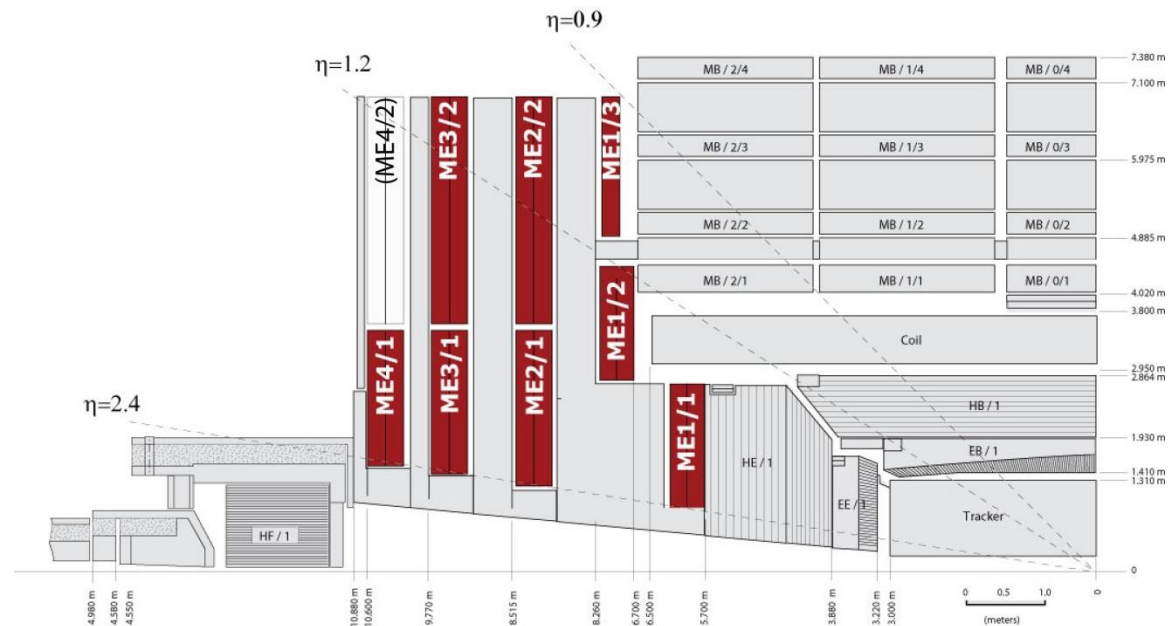 η=0.9
η=1.2
η=2.4
(ME4/2)
ME3/2
ME2/2
ME1/3
ME4/1
ME3/1
ME2/1
ME1/2
ME1/1
MB / 2/4
MB / 1/4
MB / 0/4
MB / 2/3
MB / 1/3
MB / 0/3
MB / 2/2
MB / 1/2
MB / 0/2
MB / 2/1
MB / 1/1
MB / 0/1
Coil
HB / 1
EB / 1
HE / 1
EE / 1
Tracker
HF / 1
7.380 m
7.100 m
5.975 m
4.885 m
4.020 m
3.800 m
2.950 m
2.864 m
1.930 m
1.410 m
1.310 m
0
4.980 m
4.580 m
4.550 m
10.880 m
10.600 m
9.770 m
8.515 m
8.260 m
6.700 m
6.500 m
5.700 m
3.880 m
3.220 m
3.000 m
0
0 0.5 1.0
(meters)